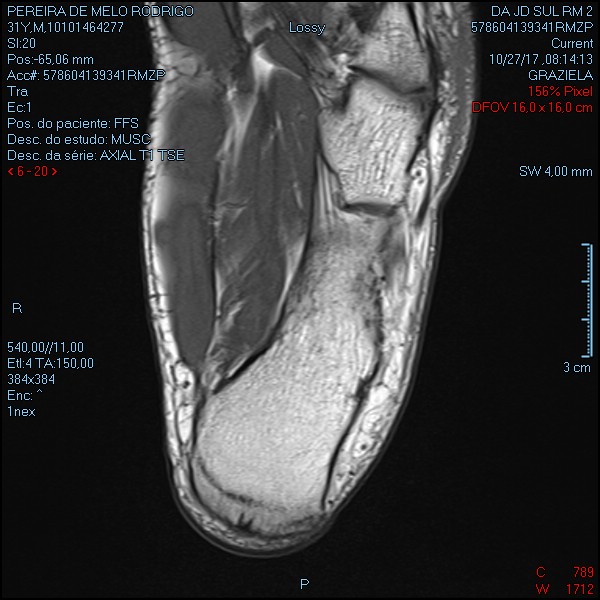 PEREIRA DE MELO RODRIGO
31Y,M,10101464277
Sl:20
Pos:-65,06 mm
Acc#: 578604139341RMZP
Tra
Ec:1
Pos. do paciente: FFS
Desc. do estudo: MUSC
Desc. da série: AXIAL T1 TSE
< 6 - 20 >
Lossy
DA JD SUL RM 2
578604139341RMZP
Current
10/27/17 ,08:14:13
GRAZIELA
156% Pixel
DFOV 16,0 x 16,0 cm
SW 4,00 mm
R
3 cm
540,00//11,00
Etl:4 TA:150,00
384x384
Enc: ^
1nex
P
C 789
W 1712